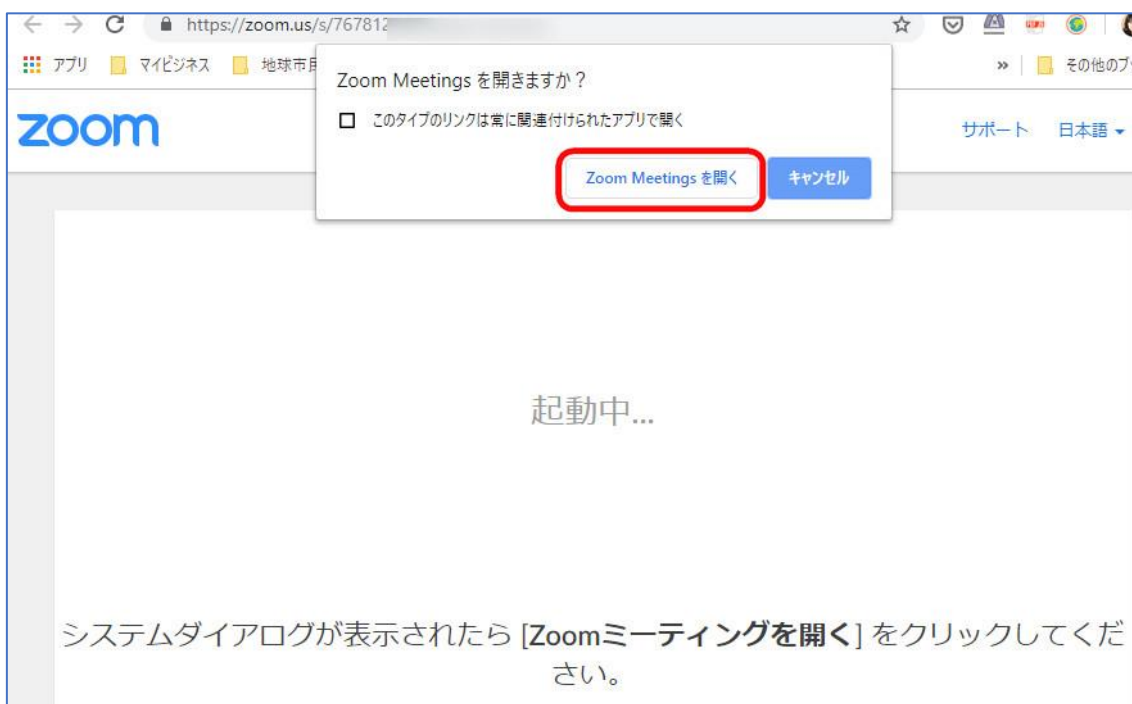 https://zoom.us/s/767812
アプリ マイビジネス 地球市民 » その他のブ
Zoom Meetings を開きますか？
このタイプのリンクは常に関連付けられたアプリで開く
Zoom Meetings を開く キャンセル
zoom サポート 日本語
起動中...
システムダイアログが表示されたら [Zoomミーティングを開く] をクリックしてくだ
さい。